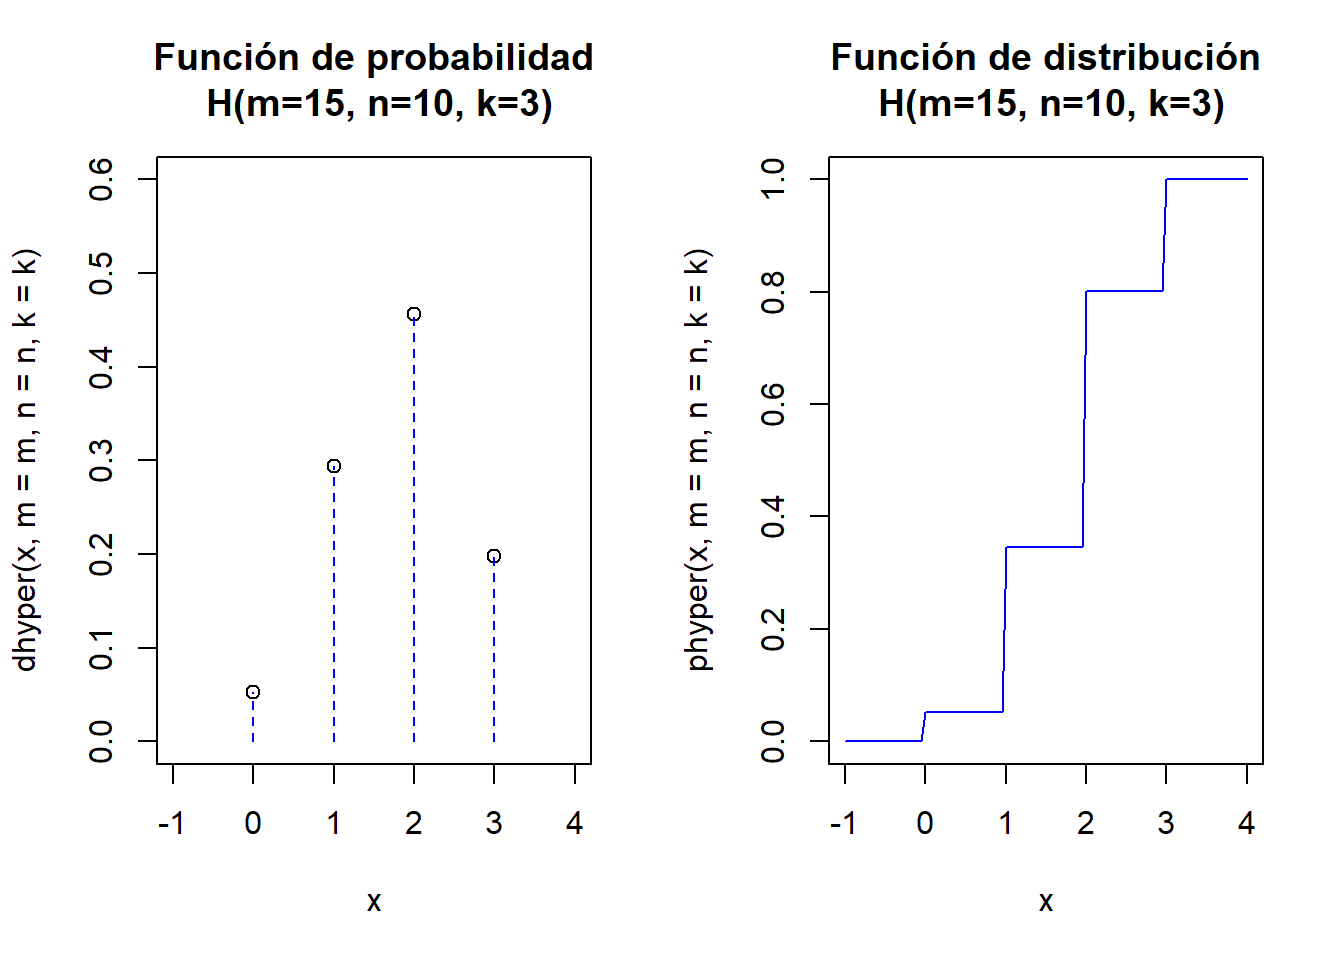 Función de probabilidad
H(m=15, n=10, k=3)
dhyper(x, m = m, n = n, k = k)
0.6
0.5
0.4
0.3
0.2
0.1
0.0
-1 0 1 2 3 4
x
Función de distribución
H(m=15, n=10, k=3)
phyper(x, m = m, n = n, k = k)
1.0
0.8
0.6
0.4
0.2
0.0
-1 0 1 2 3 4
x